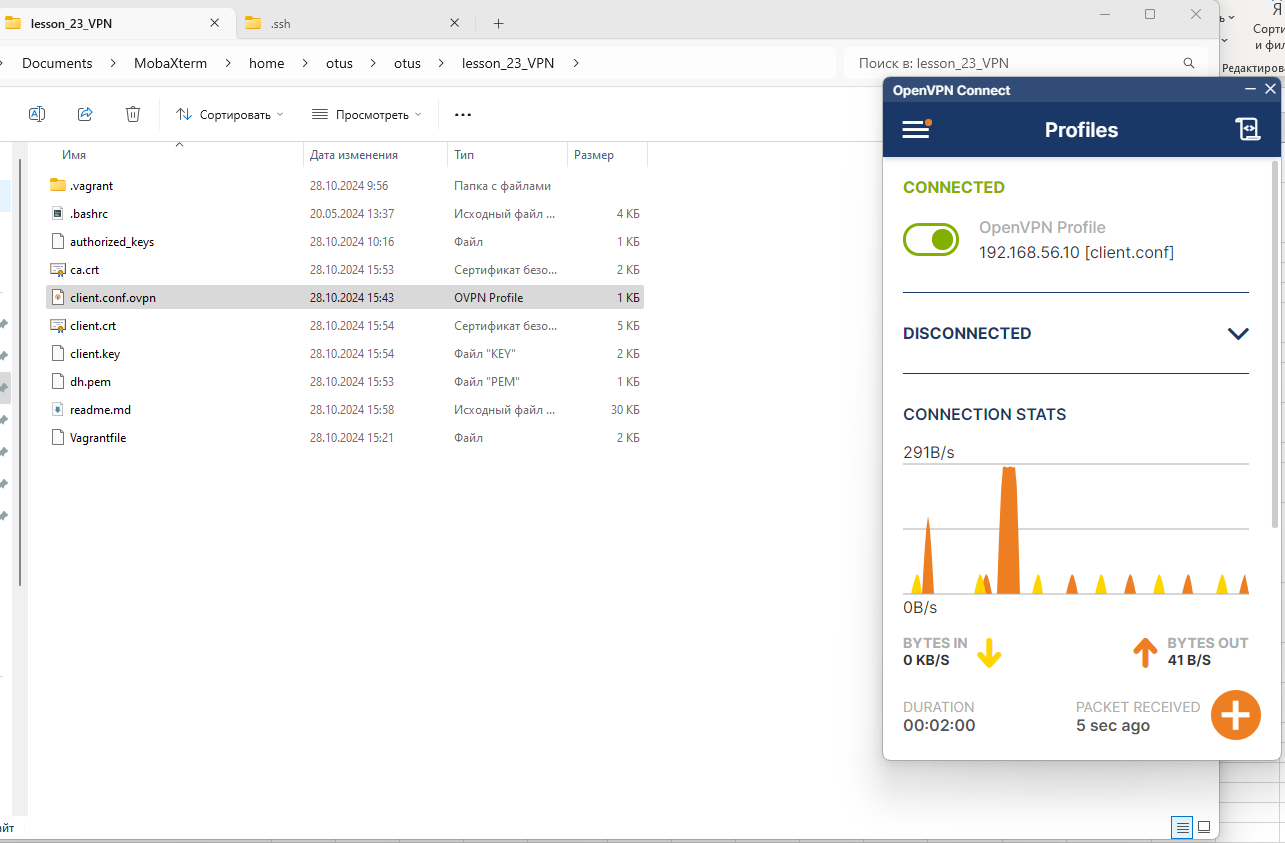 lesson_23_VPN
.ssh
Documents > MobaXterm > home > otus > otus > lesson_23_VPN >
Поиск в: lesson_23_VPN
Сортировать
Просмотреть
Имя Дата изменения Тип Размер
.vagrant 28.10.2024 9:56 Папка с файлами
.bashrc 20.05.2024 13:37 Исходный файл ... 4 КБ
authorized_keys 28.10.2024 10:16 Файл 1 КБ
ca.crt 28.10.2024 15:53 Сертификат безо... 2 КБ
client.conf.ovpn 28.10.2024 15:43 OVPN Profile 1 КБ
client.crt 28.10.2024 15:54 Сертификат безо... 5 КБ
client.key 28.10.2024 15:54 Файл "KEY" 2 КБ
dh.pem 28.10.2024 15:53 Файл "PEM" 1 КБ
readme.md 28.10.2024 15:58 Исходный файл ... 30 КБ
Vagrantfile 28.10.2024 15:21 Файл 2 КБ
айт
Я
Сорти
и фил
Редактиров
OpenVPN Connect
Profiles
CONNECTED
OpenVPN Profile
192.168.56.10 [client.conf]
DISCONNECTED
CONNECTION STATS
291B/s
0B/s
BYTES IN
0 KB/S
BYTES OUT
41 B/S
DURATION
00:02:00
PACKET RECEIVED
5 sec ago